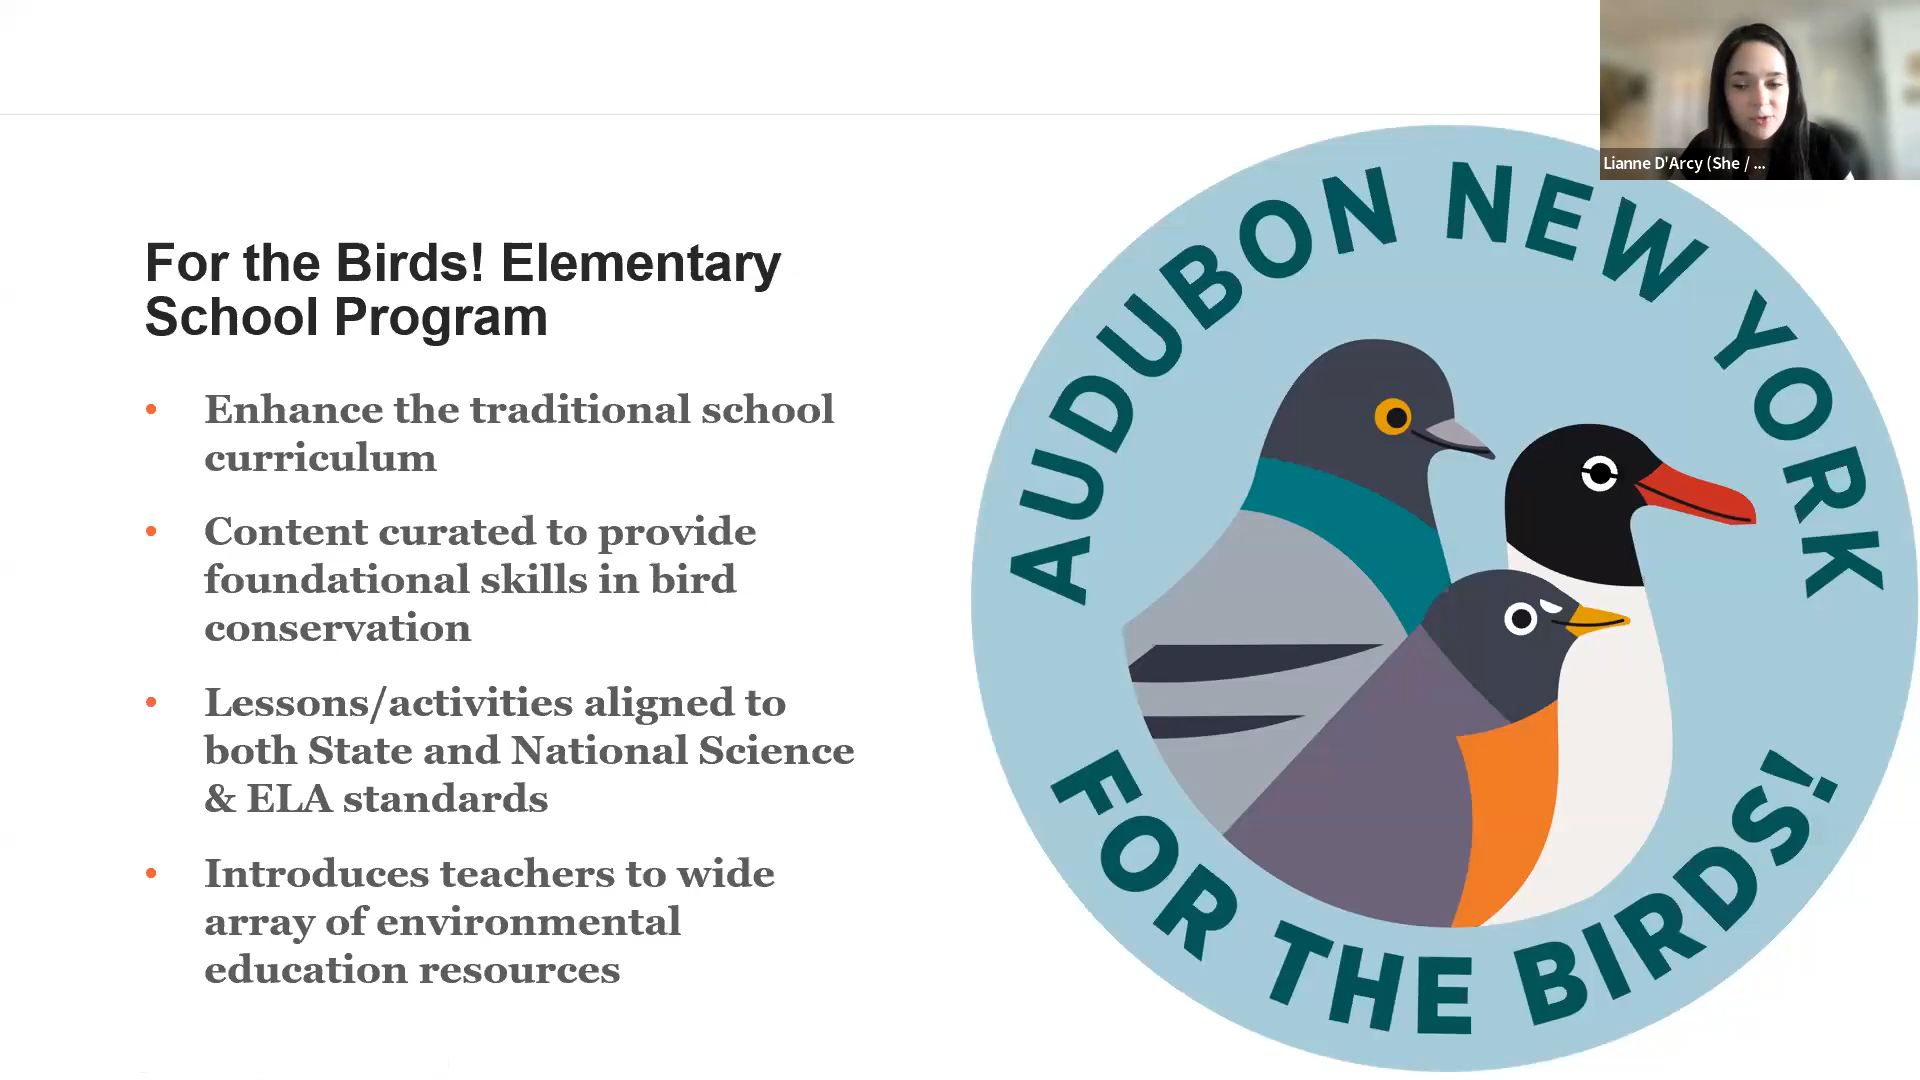 For the Birds! Elementary
School Program
• Enhance the traditional school
curriculum
• Content curated to provide
foundational skills in bird
conservation
• Lessons/activities aligned to
both State and National Science
& ELA standards
• Introduces teachers to wide
array of environmental
education resources
AUDUBON NEW YORK
FOR THE BIRDS!
Lianne D'Arcy (She / ...